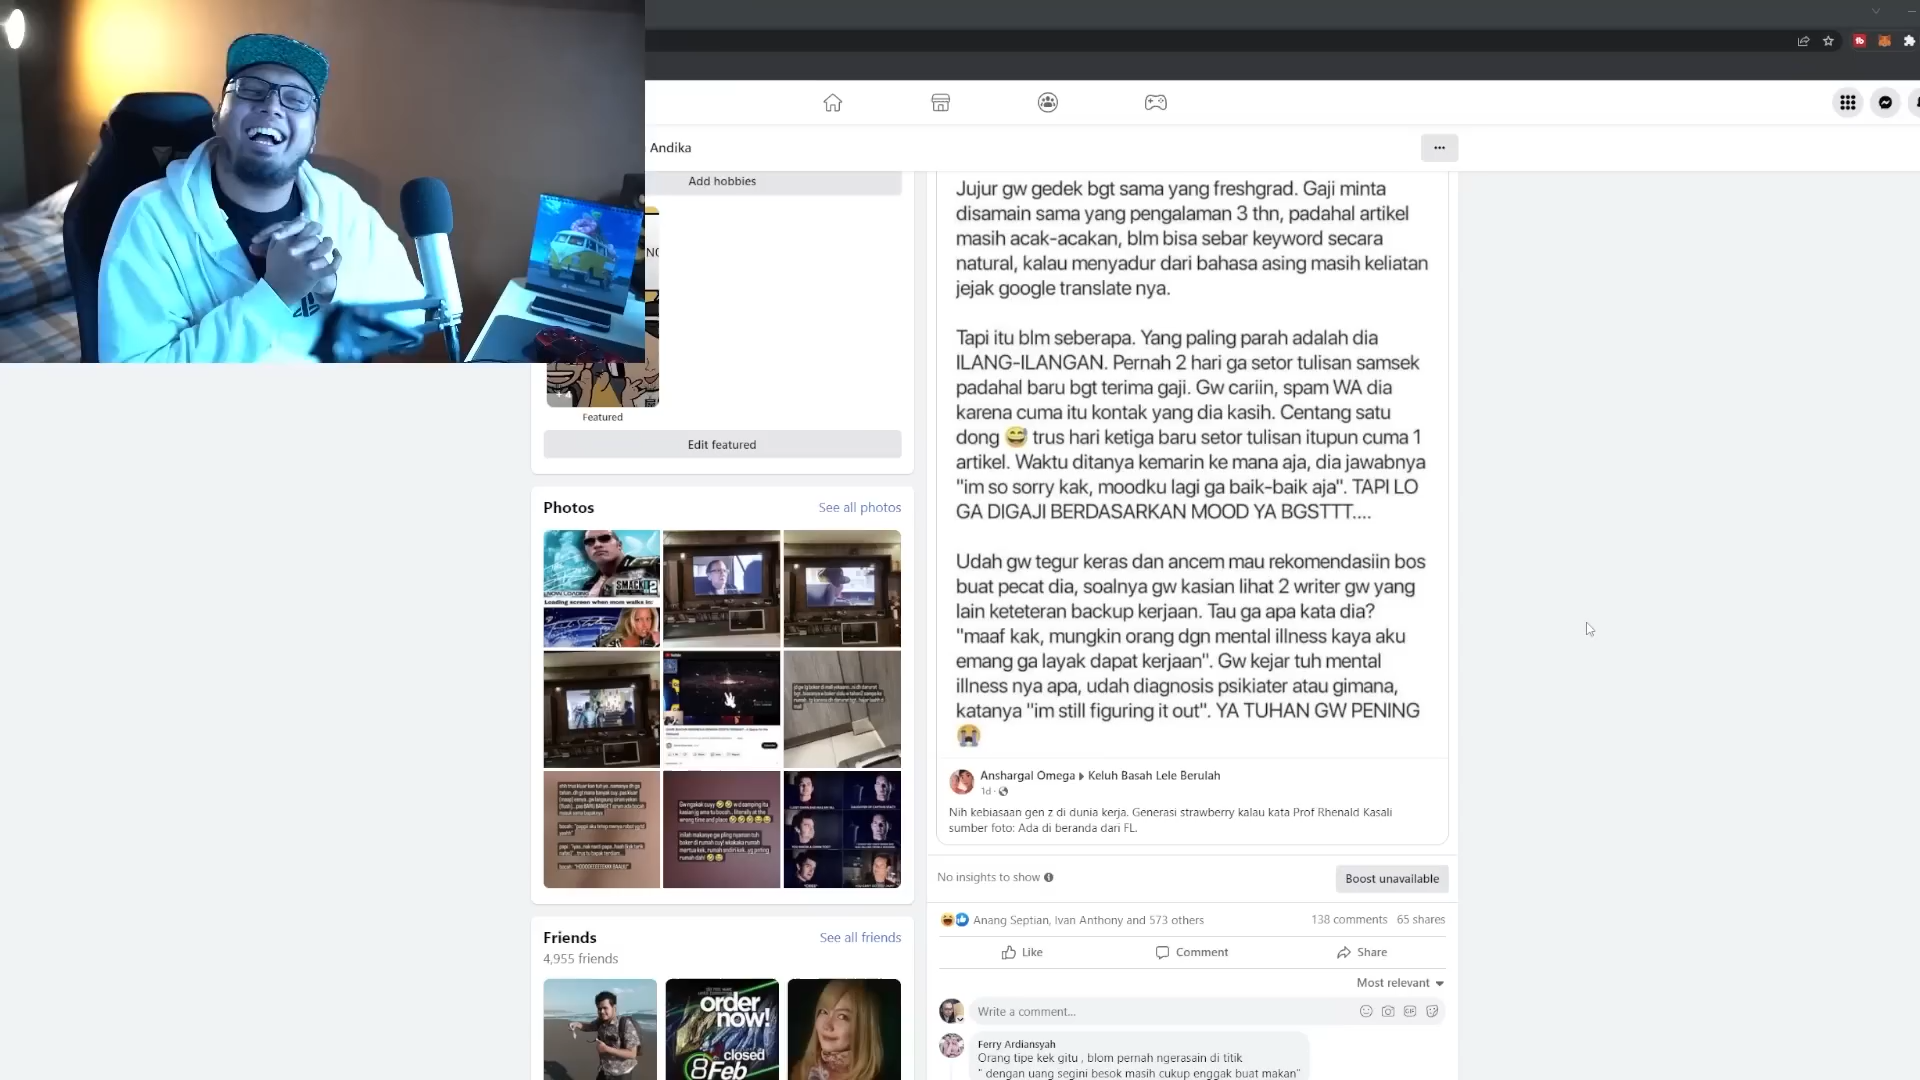 Andika
Add hobbies
Featured
Edit featured
Photos
See all photos
SMACK
2
Loading screen when mom walks in:
Friends
See all friends
4,955 friends
order
now!
closed
8Feb
Jujur gw gedek bgt sama yang freshgrad. Gaji minta
disamain sama yang pengalaman 3 thn, padahal artikel
masih acak-acakan, blm bisa sebar keyword secara
natural, kalau menyadur dari bahasa asing masih keliatan
jejak google translate nya.
Tapi itu blm seberapa. Yang paling parah adalah dia
ILANG-ILANGAN. Pernah 2 hari ga setor tulisan samsek
padahal baru bgt terima gaji. Gw cariin, spam WA dia
karena cuma itu kontak yang dia kasih. Centang satu
dong 😅 trus hari ketiga baru setor tulisan itupun cuma 1
artikel. Waktu ditanya kemarin ke mana aja, dia jawabnya
"im so sorry kak, moodku lagi ga baik-baik aja". TAPI LO
GA DIGAJI BERDASARKAN MOOD YA BGSTTT....
Udah gw tegur keras dan ancem mau rekomendasiin bos
buat pecat dia, soalnya gw kasian lihat 2 writer gw yang
lain keteteran backup kerjaan. Tau ga apa kata dia?
"maaf kak, mungkin orang dgn mental illness kaya aku
emang ga layak dapat kerjaan". Gw kejar tuh mental
illness nya apa, udah diagnosis psikiater atau gimana,
katanya "im still figuring it out". YA TUHAN GW PENING
😭
Anshargal Omega ▸ Keluh Basah Lele Berulah
1d ·
Nih kebiasaan gen z di dunia kerja. Generasi strawberry kalau kata Prof Rhenald Kasali
sumber foto: Ada di beranda dari FL.
No insights to show
Boost unavailable
Anang Septian, Ivan Anthony and 573 others
138 comments 65 shares
Like
Comment
Share
Most relevant
Write a comment...
Ferry Ardiansyah
Orang tipe kek gitu , blom pernah ngerasain di titik
" dengan uang segini besok masih cukup enggak buat makan"